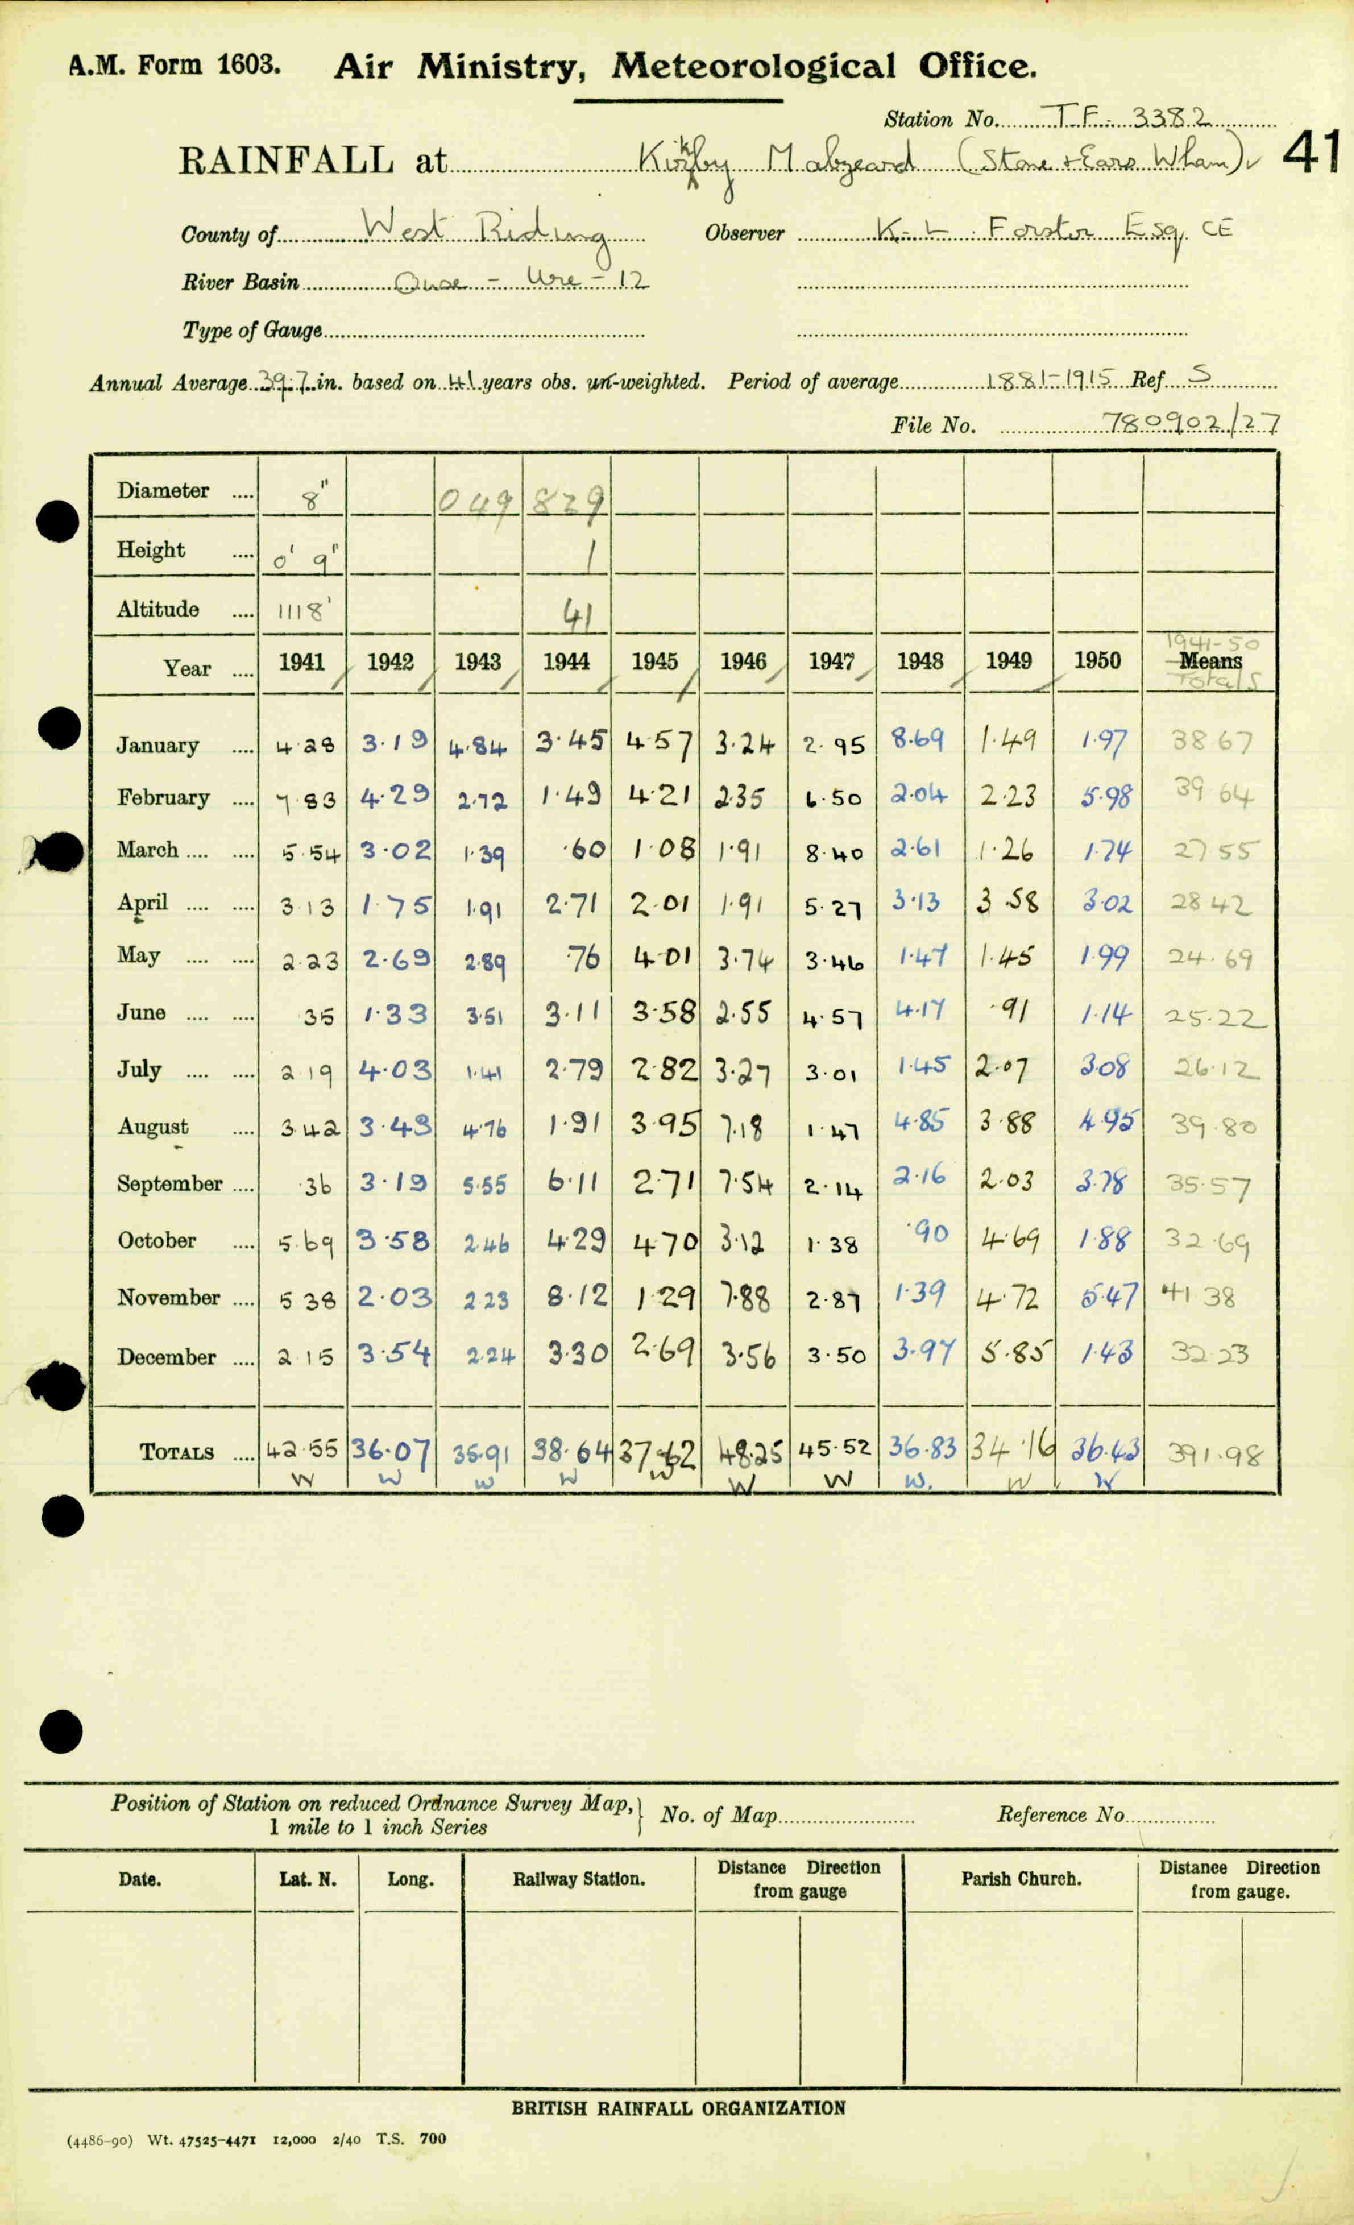 A.M. Form 1603. Air Ministry, Meteorological Office.
Station No. T.F. 3382
RAINFALL at Kirkby Malzeard (Stone & Ears Wham) 41
County of West Riding Observer K. L. Forster Esq, CE
River Basin Ouse - Ure - 12
Type of Gauge
Annual Average 39.7 in. based on 41 years obs. un-weighted. Period of average 1881-1915 Ref. S
File No. 780902/27
Diameter .... 8" 049 829
Height .... 0' 9" 1
Altitude .... 1118' 41
1941-50
Year .... 1941 1942 1943 1944 1945 1946 1947 1948 1949 1950 Means
Totals
January .... 4.28 3.19 4.84 3.45 4.57 3.24 2.95 8.69 1.49 1.97 38 67
February .... 7.83 4.29 2.72 1.49 4.21 2.35 6.50 2.04 2.23 5.98 39 64
March .... .... 5.54 3.02 1.39 .60 1.08 1.91 8.40 2.61 1.26 1.74 27 55
April .... .... 3 13 1.75 1.91 2.71 2.01 1.91 5.27 3.13 3.58 3.02 28 42
May .... .... 2.23 2.69 2.89 .76 4.01 3.74 3.46 1.47 1.45 1.99 24.69
June .... .... .35 1.33 3.51 3.11 3.58 2.55 4.57 4.17 .91 1.14 25.22
July .... .... 2 19 4.03 1.41 2.79 2.82 3.27 3.01 1.45 2.07 3.08 26.12
August .... 3.42 3.43 4.76 1.91 3.95 7.18 1.47 4.85 3.88 4.95 39.80
September .... .36 3.19 5.55 6.11 2.71 7.54 2.14 2.16 2.03 3.78 35.57
October .... 5.69 3.58 2.46 4.29 4.70 3.12 1.38 .90 4.69 1.88 32.69
November .... 5 38 2.03 2 23 8.12 1.29 7.88 2.87 1.39 4.72 5.47 41 38
December .... 2 15 3.54 2.24 3.30 2.69 3.56 3.50 3.97 5.85 1.43 32 23
TOTALS .... 42.55 36.07 35.91 38.64 37.62 48.25 45.52 36.83 34.16 36.43 391.98
W W W W W W W W. W W
Position of Station on reduced Ordnance Survey Map, } No. of Map Reference No.
1 mile to 1 inch Series
Date. Lat. N. Long. Railway Station. Distance Direction Parish Church. Distance Direction
from gauge from gauge.
BRITISH RAINFALL ORGANIZATION
(4486-90) Wt. 47525-4471 12,000 2/40 T.S. 700